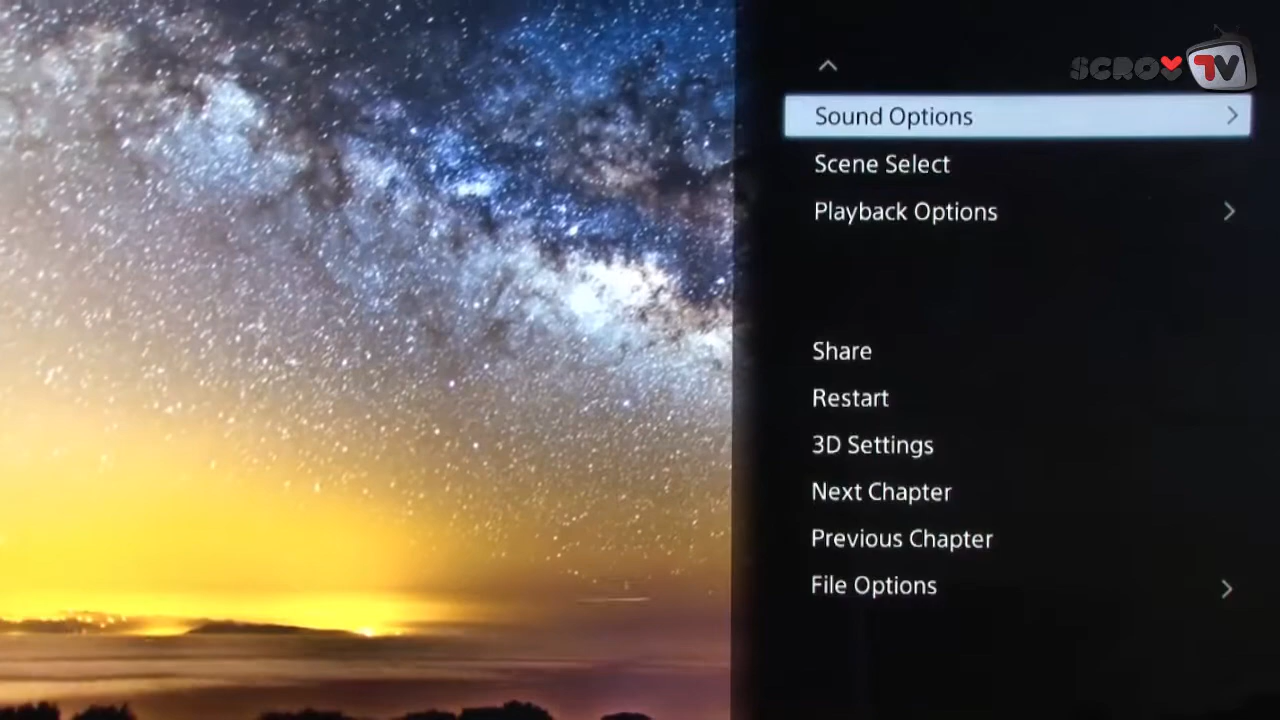 SCRO TV
Sound Options
Scene Select
Playback Options
Share
Restart
3D Settings
Next Chapter
Previous Chapter
File Options